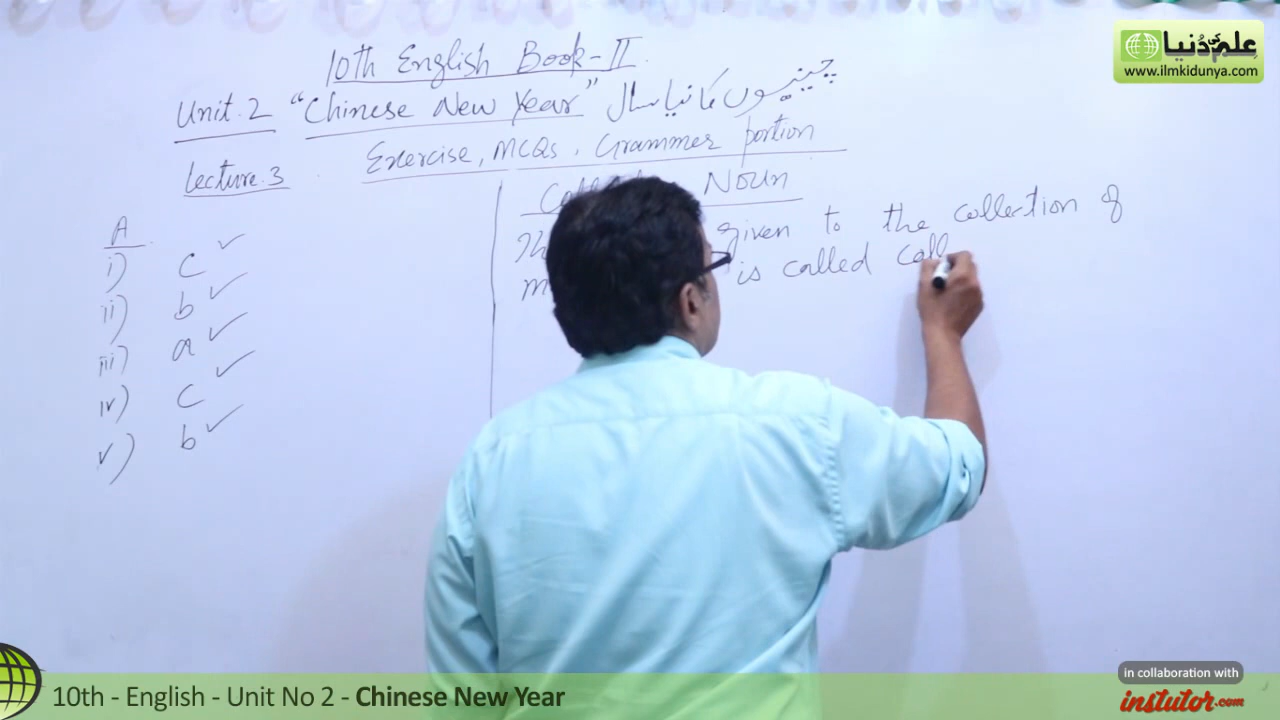 علم کی دُنیا
www.ilmkidunya.com
10th English Book-II
Unit.2 "Chinese New Year" چینیوں کا نیا سال
Lecture.3 Exercise, MCQs, Grammer portion
A
i) c ✓
ii) b ✓
iii) a ✓
iv) c ✓
v) b ✓
Noun
given to the collection of
is called
10th - English - Unit No 2 - Chinese New Year
in collaboration with
instutor.com